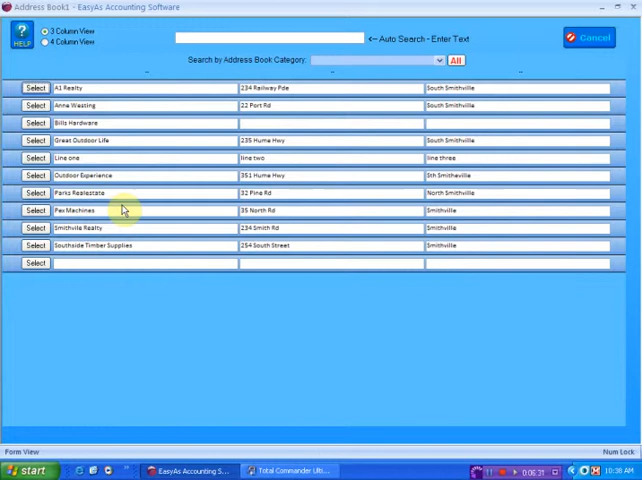 Address Book1 - EasyAs Accounting Software
?
HELP
3 Column View
4 Column View
<-- Auto Search - Enter Text
Cancel
Search by Address Book Category:
All
Select A1 Realty 234 Railway Pde South Smithville
Select Anne Westing 22 Port Rd South Smithville
Select Bills Hardware
Select Great Outdoor Life 235 Hume Hwy South Smithville
Select Line one line two line three
Select Outdoor Experience 351 Hume Hwy Sth Smitheville
Select Parks Realestate 32 Pine Rd North Smithville
Select Pex Machines 35 North Rd Smithville
Select Smithville Realty 234 Smith Rd Smithville
Select Southside Timber Supplies 254 South Street Smithville
Select
Form View Num Lock
start EasyAs Accounting S... Total Commander Ulti... 0:06:31 10:38 AM